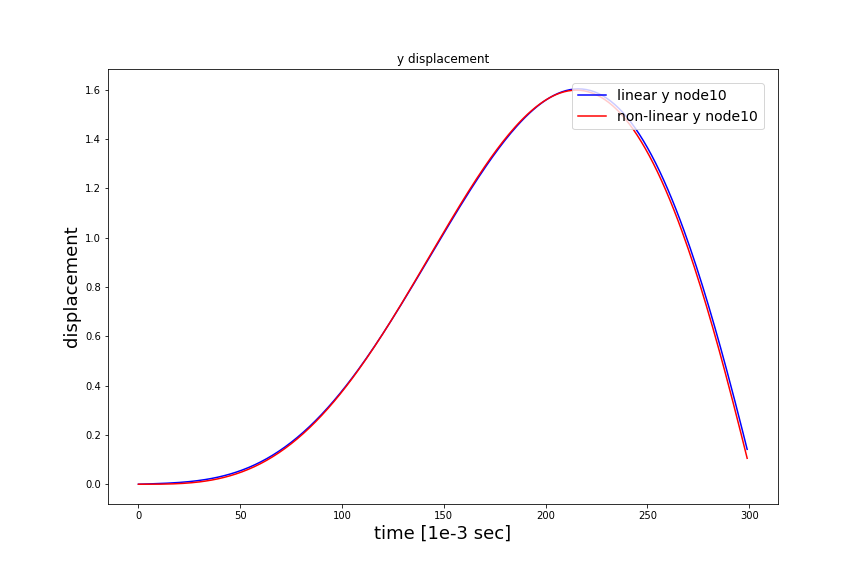 y displacement
linear y node10
non-linear y node10
displacement
1.6
1.4
1.2
1.0
0.8
0.6
0.4
0.2
0.0
0 50 100 150 200 250 300
time [1e-3 sec]